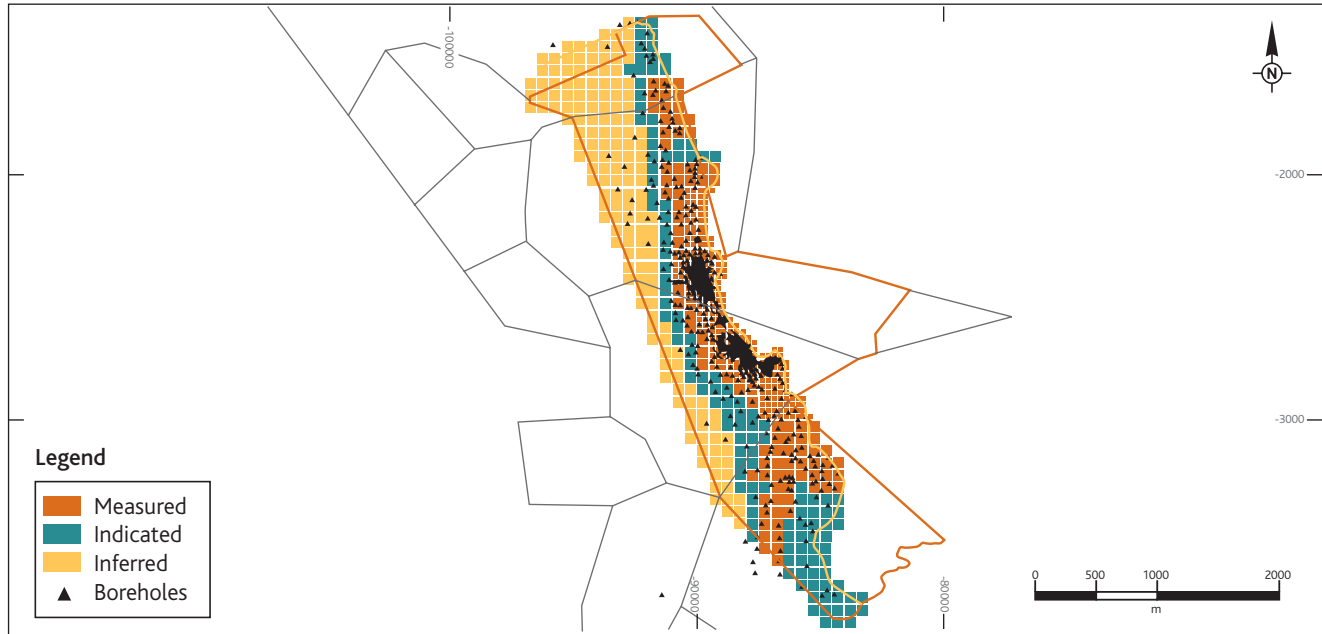 -100000
N
-2000
-3000
Legend
Measured
Indicated
Inferred
Boreholes
-90000
-80000
0 500 1000 2000
m